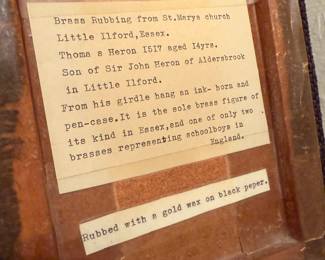 Brass Rubbing from St.Marys church
Little Ilford,Essex.
Thomas Heron 1517 aged 14yrs.
Son of Sir John Heron of Aldersbrook
in Little Ilford.
From his girdle hang an ink- horn and
pen-case.It is the sole brass figure of
its kind in Essex,and one of only two
brasses representing schoolboys in
England.
Rubbed with a gold wax on black peper.